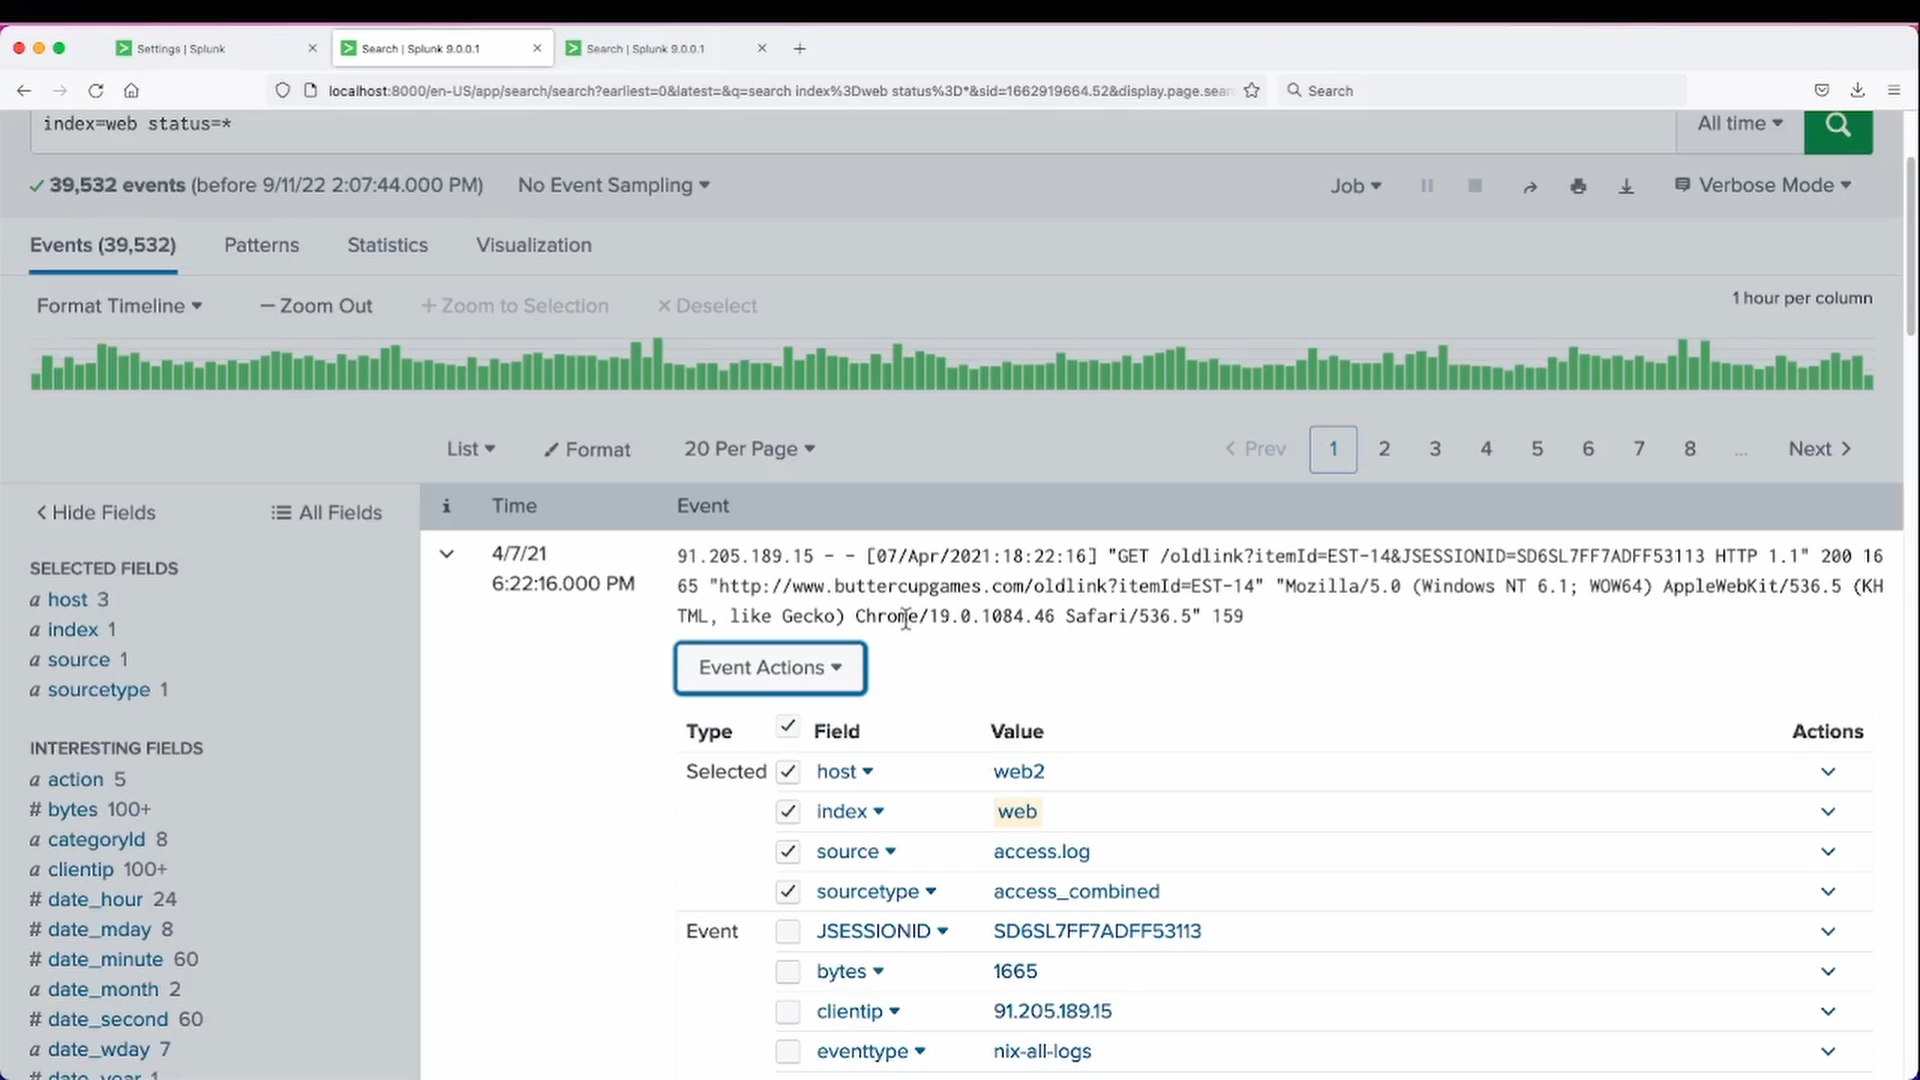 Settings | Splunk
Search | Splunk 9.0.0.1
Search | Splunk 9.0.0.1
localhost:8000/en-US/app/search/search?earliest=0&latest=&q=search index%3Dweb status%3D*&sid=1662919664.52&display.page.sear
Search
index=web status=*
All time
39,532 events (before 9/11/22 2:07:44.000 PM)
No Event Sampling
Job
Verbose Mode
Events (39,532)
Patterns
Statistics
Visualization
Format Timeline
— Zoom Out
+ Zoom to Selection
× Deselect
1 hour per column
List
Format
20 Per Page
< Prev
1
2
3
4
5
6
7
8
...
Next >
< Hide Fields
All Fields
i
Time
Event
SELECTED FIELDS
a host 3
a index 1
a source 1
a sourcetype 1
INTERESTING FIELDS
a action 5
# bytes 100+
a categoryId 8
a clientip 100+
# date_hour 24
# date_mday 8
# date_minute 60
a date_month 2
# date_second 60
a date_wday 7
# date_year 1
4/7/21
6:22:16.000 PM
91.205.189.15 - - [07/Apr/2021:18:22:16] "GET /oldlink?itemId=EST-14&JSESSIONID=SD6SL7FF7ADFF53113 HTTP 1.1" 200 16
65 "http://www.buttercupgames.com/oldlink?itemId=EST-14" "Mozilla/5.0 (Windows NT 6.1; WOW64) AppleWebKit/536.5 (KH
TML, like Gecko) Chrome/19.0.1084.46 Safari/536.5" 159
Event Actions
Type
Field
Value
Actions
Selected
host
web2
index
web
source
access.log
sourcetype
access_combined
Event
JSESSIONID
SD6SL7FF7ADFF53113
bytes
1665
clientip
91.205.189.15
eventtype
nix-all-logs